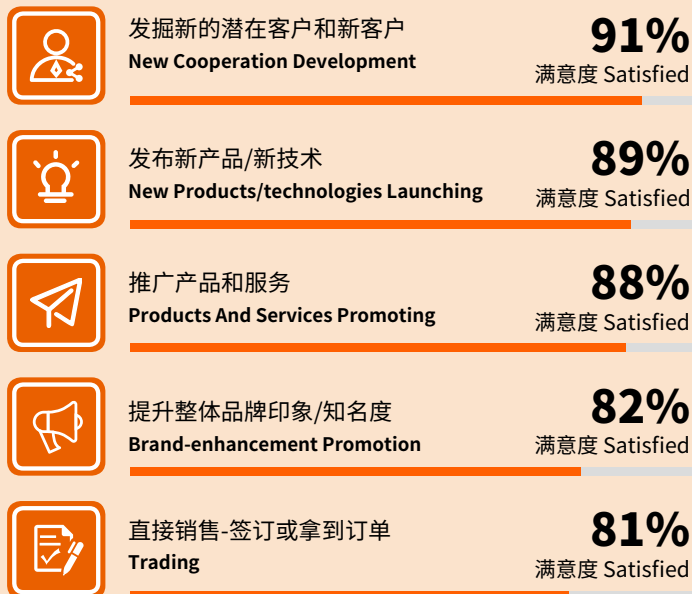 发掘新的潜在客户和新客户
New Cooperation Development
91%
满意度 Satisfied
发布新产品/新技术
New Products/technologies Launching
89%
满意度 Satisfied
推广产品和服务
Products And Services Promoting
88%
满意度 Satisfied
提升整体品牌印象/知名度
Brand-enhancement Promotion
82%
满意度 Satisfied
直接销售-签订或拿到订单
Trading
81%
满意度 Satisfied